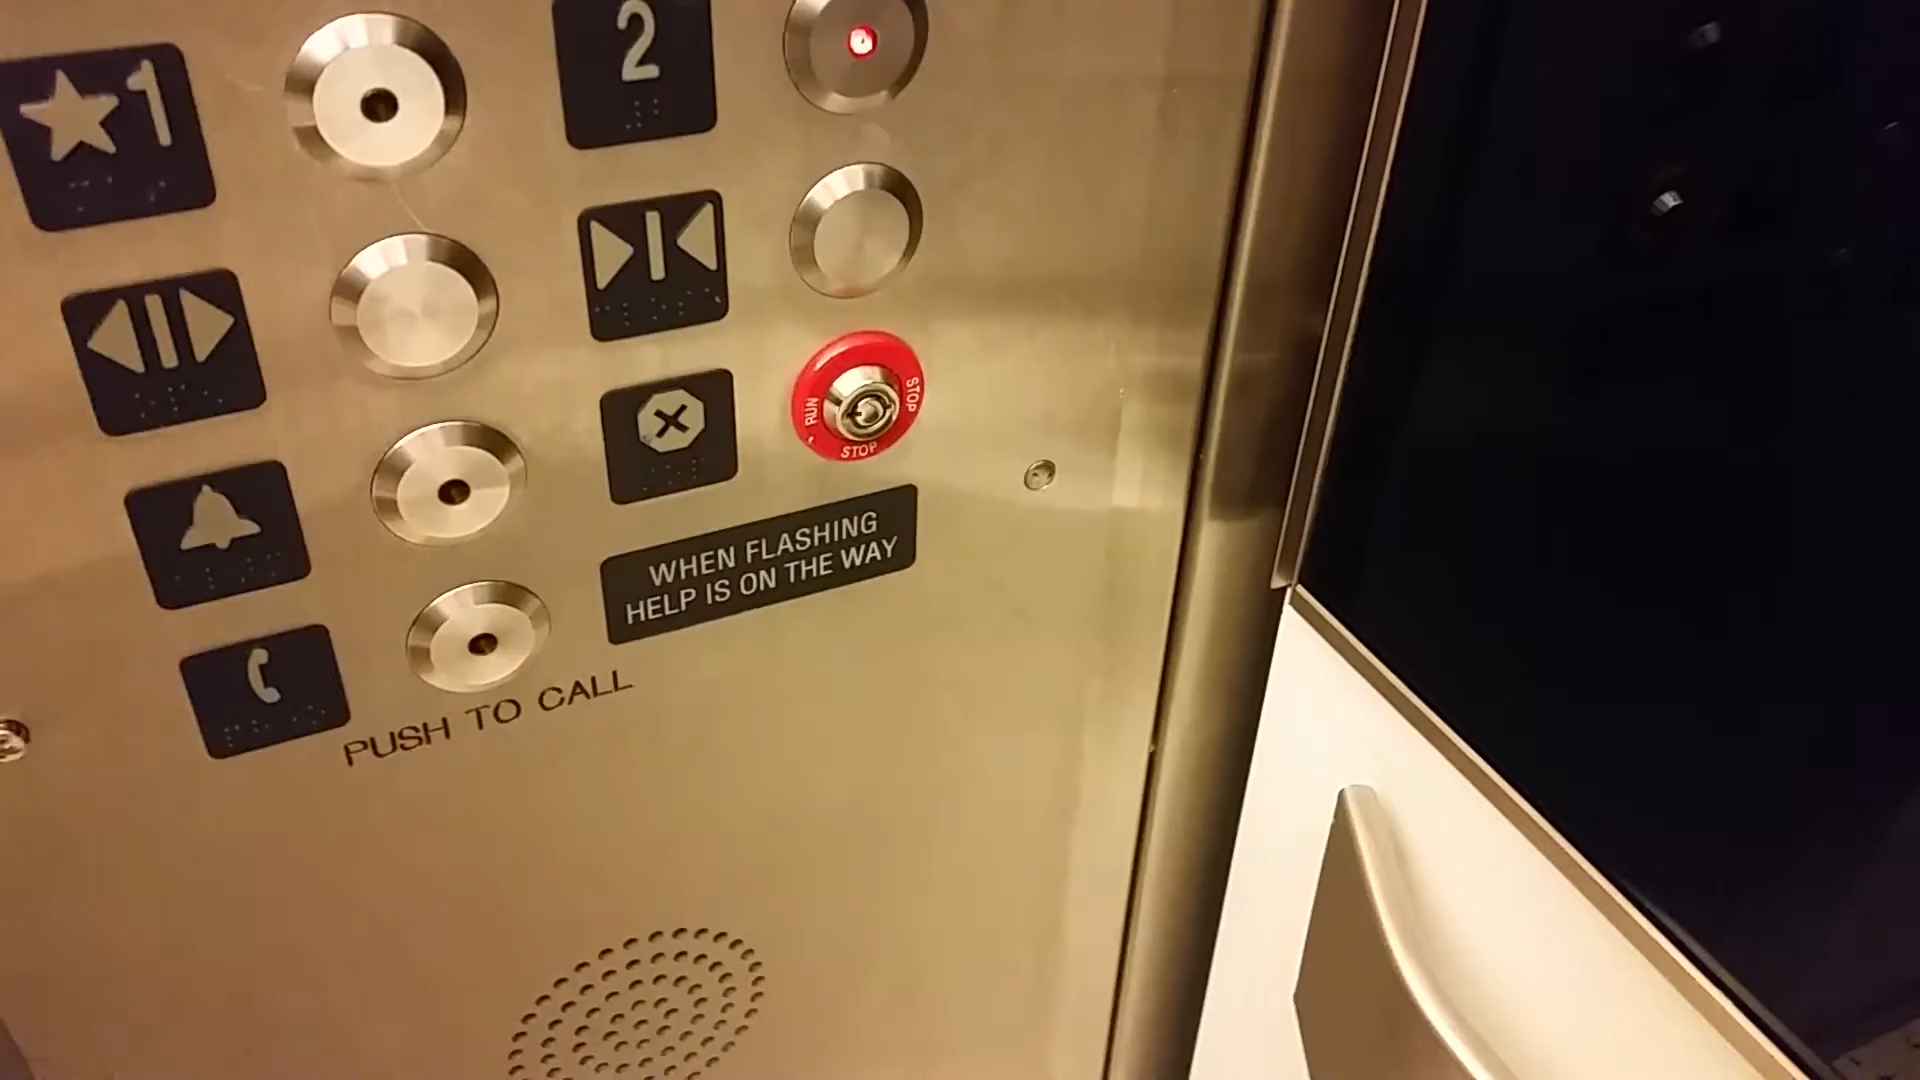 1
2
RUN
STOP
STOP
WHEN FLASHING
HELP IS ON THE WAY
PUSH TO CALL